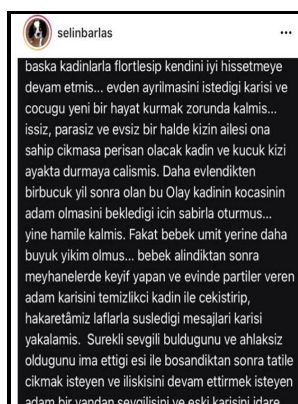 selinbarlas
baska kadinlarla flortlesip kendini iyi hissetmeye
devam etmis... evden ayrilmasini istedigi karisi ve
cocugu yeni bir hayat kurmak zorunda kalmis...
issiz, parasiz ve evsiz bir halde kizin ailesi ona
sahip cikmasa perisan olacak kadin ve kucuk kizi
ayakta durmaya calismis. Daha evlendikten
birbucuk yil sonra olan bu Olay kadinin kocasinin
adam olmasini bekledigi icin sabirla oturmus...
yine hamile kalmis. Fakat bebek umit yerine daha
buyuk yikim olmus... bebek alindiktan sonra
meyhanelerde keyif yapan ve evinde partiler veren
adam karisini temizlikci kadin ile cekistirip,
hakaretâmiz laflarla susledigi mesajlari karisi
yakalamis. Surekli sevgili buldugunu ve ahlaksiz
oldugunu ima ettigi esi ile bosandiktan sonra tatile
cikmak isteyen ve iliskisini devam ettirmek isteyen
adam bir yandan sevgilisini ve eski karisini idare